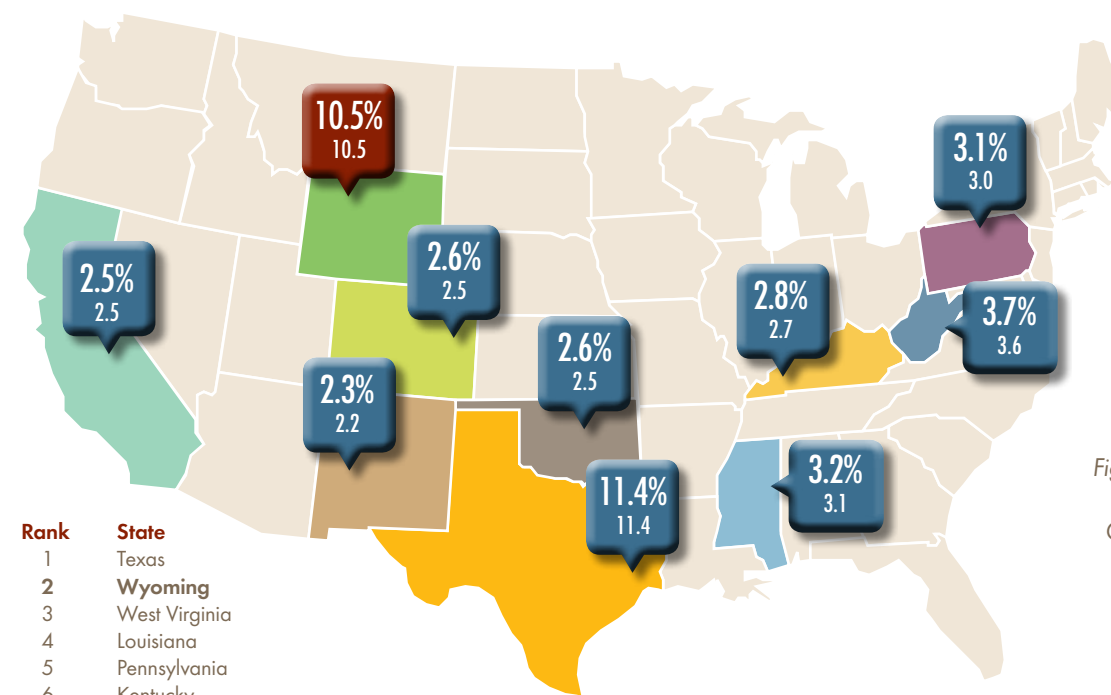 10.5%
10.5
3.1%
3.0
2.6%
2.5
2.5%
2.5
2.8%
2.7
3.7%
3.6
2.6%
2.5
2.3%
2.2
3.2%
3.1
11.4%
11.4
Rank State
1 Texas
2 Wyoming
3 West Virginia
4 Louisiana
5 Pennsylvania
6 Kentucky